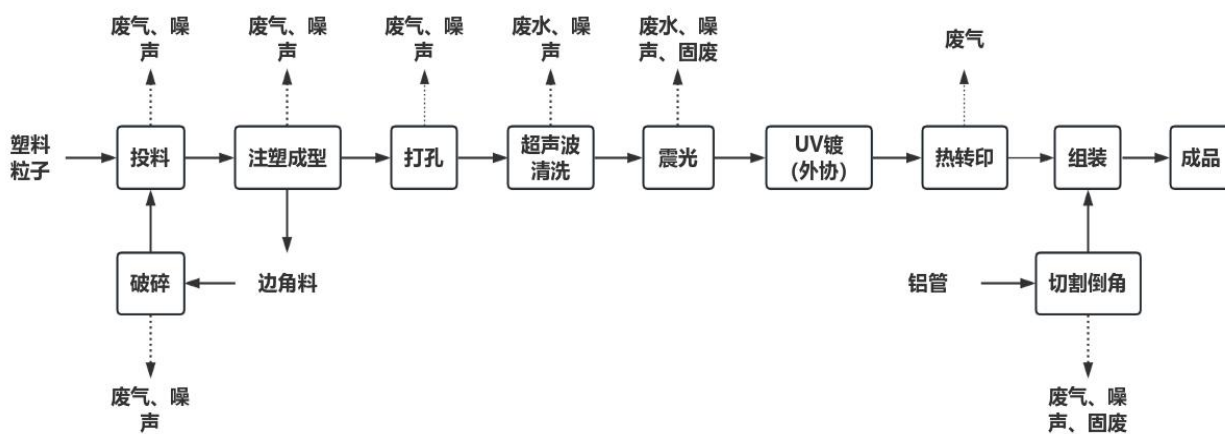 废气、噪
声
废气、噪
声
废气、噪
声
废水、噪
声
废水、噪
声、固废
废气
塑料
粒子
投料
注塑成型
打孔
超声波
清洗
震光
UV镀
（外协）
热转印
组装
成品
破碎
边角料
铝管
切割倒角
废气、噪
声
废气、噪
声、固废